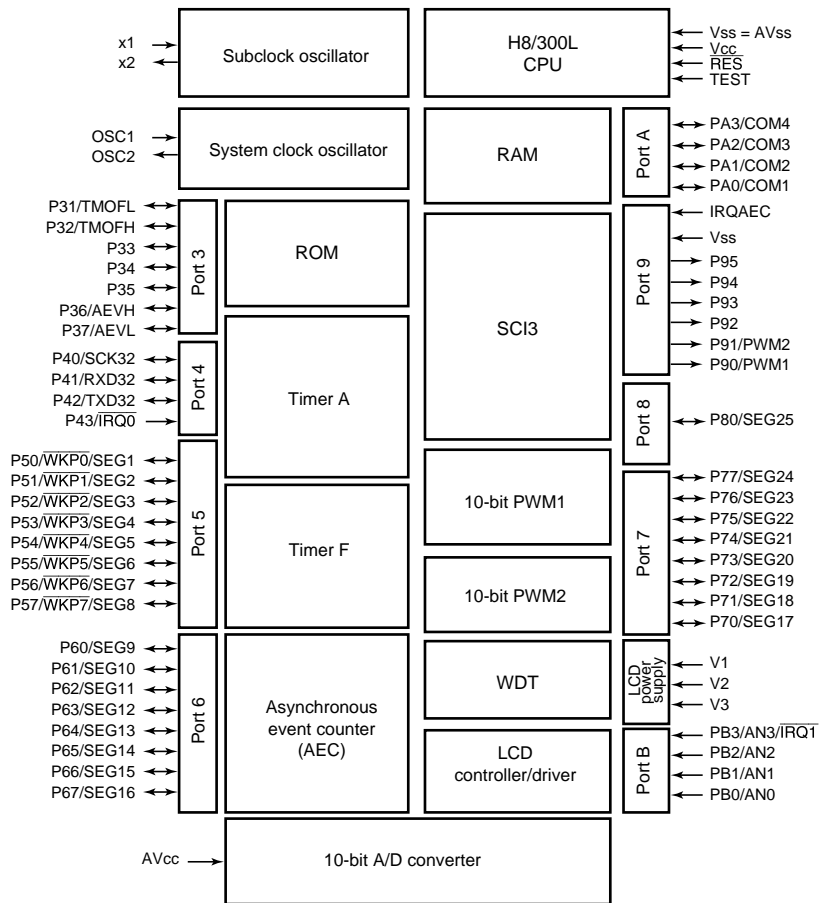 x1
x2
Subclock oscillator
H8/300L
CPU
Vss = AVss
Vcc
RES
TEST
OSC1
OSC2
System clock oscillator
RAM
Port A
PA3/COM4
PA2/COM3
PA1/COM2
PA0/COM1
P31/TMOFL
P32/TMOFH
P33
P34
P35
P36/AEVH
P37/AEVL
Port 3
ROM
SCI3
Port 9
IRQAEC
Vss
P95
P94
P93
P92
P91/PWM2
P90/PWM1
P40/SCK32
P41/RXD32
P42/TXD32
P43/IRQ0
Port 4
Timer A
Port 8
P80/SEG25
P50/WKP0/SEG1
P51/WKP1/SEG2
P52/WKP2/SEG3
P53/WKP3/SEG4
P54/WKP4/SEG5
P55/WKP5/SEG6
P56/WKP6/SEG7
P57/WKP7/SEG8
Port 5
Timer F
10-bit PWM1
10-bit PWM2
Port 7
P77/SEG24
P76/SEG23
P75/SEG22
P74/SEG21
P73/SEG20
P72/SEG19
P71/SEG18
P70/SEG17
P60/SEG9
P61/SEG10
P62/SEG11
P63/SEG12
P64/SEG13
P65/SEG14
P66/SEG15
P67/SEG16
Port 6
Asynchronous
event counter
(AEC)
WDT
LCD
power
supply
V1
V2
V3
LCD
controller/driver
Port B
PB3/AN3/IRQ1
PB2/AN2
PB1/AN1
PB0/AN0
AVcc
10-bit A/D converter